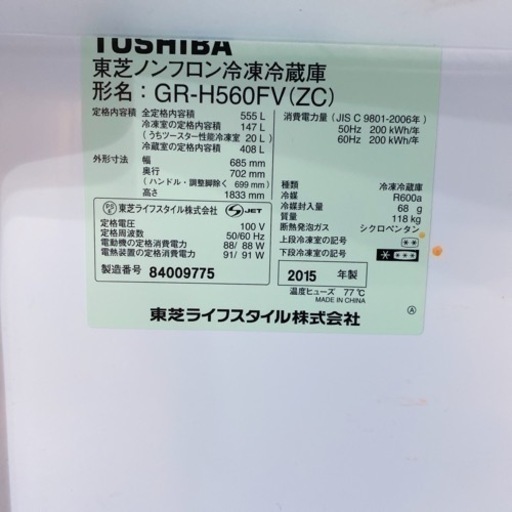 TOSHIBA
東芝ノンフロン冷凍冷蔵庫
形名：GR-H560FV(ZC)
定格内容積 全定格内容積 555 L
冷凍室の定格内容積 147 L
(うちツースター性能冷凍室 20 L)
冷蔵室の定格内容積 408 L
外形寸法 幅 685 mm
奥行 702 mm
(ハンドル・調整脚除く 699 mm)
高さ 1833 mm
東芝ライフスタイル株式会社 JET
定格電圧 100 V
定格周波数 50/60 Hz
電動機の定格消費電力 88/ 88 W
電熱装置の定格消費電力 91/ 91 W
製造番号 84009775
消費電力量 (JIS C 9801-2006年)
50Hz 200 kWh/年
60Hz 200 kWh/年
種類 冷凍冷蔵庫
冷媒 R600a
冷媒封入量 68 g
質量 118 kg
断熱発泡ガス シクロペンタン
上段冷凍室の記号 **
下段冷凍室の記号 * ***
2015 年製
温度ヒューズ 77℃
MADE IN CHINA
東芝ライフスタイル株式会社
Ⓐ